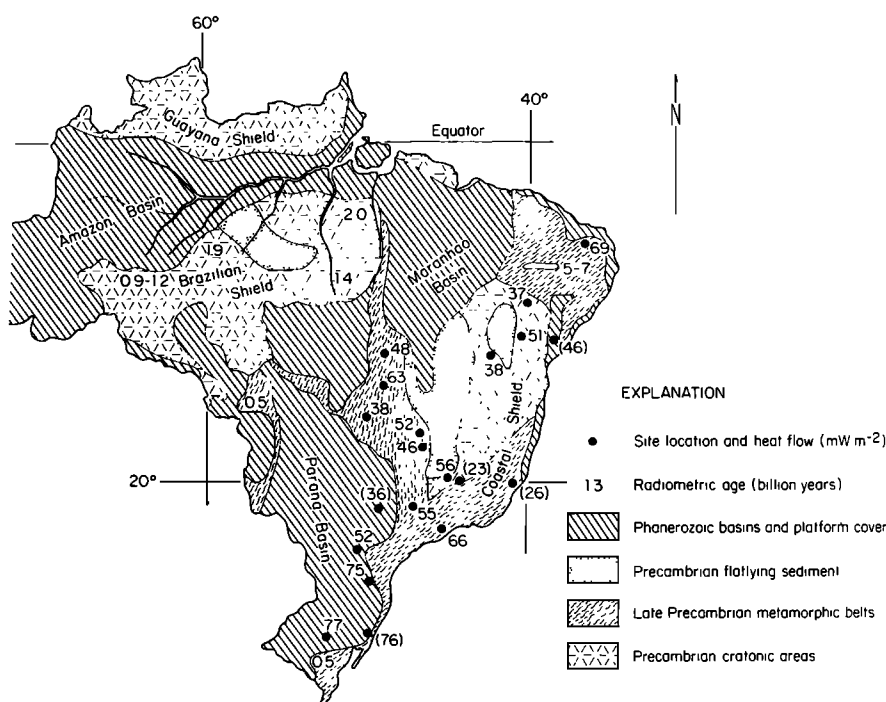 60°
40°
N
Guayana Shield
Equator
Amazon Basin
2.0
1.9
Maranhao Basin
69
0.9-1.2
Brazilian Shield
1.4
.5-.7
37
51
(46)
48
38
63
0.5
38
52
46
Coastal Shield
20°
Parana Basin
56
(23)
(26)
(36)
55
66
52
75
77
(76)
0.5
EXPLANATION
Site location and heat flow (mW m-2)
1.3 Radiometric age (billion years)
Phanerozoic basins and platform cover
Precambrian flatlying sediment
Late Precambrian metamorphic belts
Precambrian cratonic areas